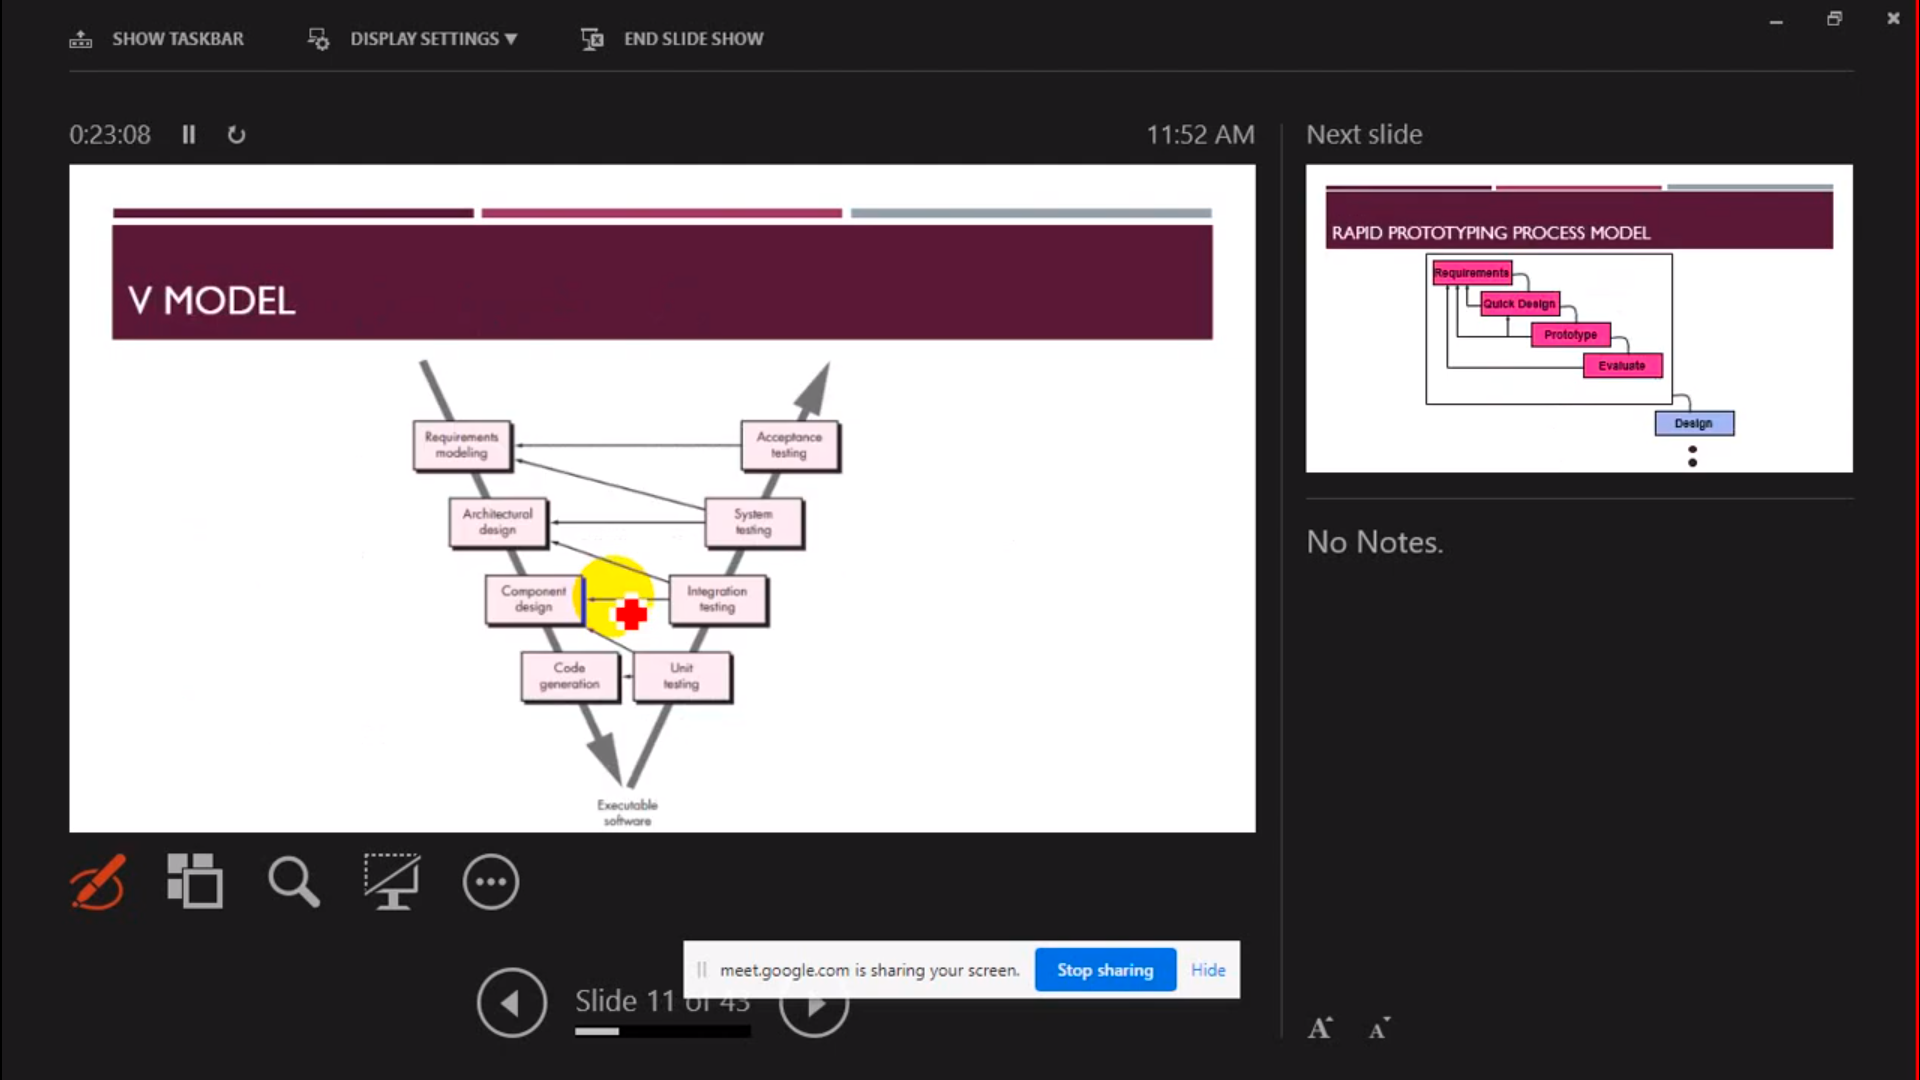 SHOW TASKBAR
DISPLAY SETTINGS ▼
END SLIDE SHOW
0:23:08
11:52 AM
Next slide
V MODEL
Requirements
modeling
Acceptance
testing
Architectural
design
System
testing
Component
design
Integration
testing
Code
generation
Unit
testing
Executable
software
RAPID PROTOTYPING PROCESS MODEL
Requirements
Quick Design
Prototype
Evaluate
Design
No Notes.
meet.google.com is sharing your screen.
Stop sharing
Hide
Slide 11 of 43
A
A